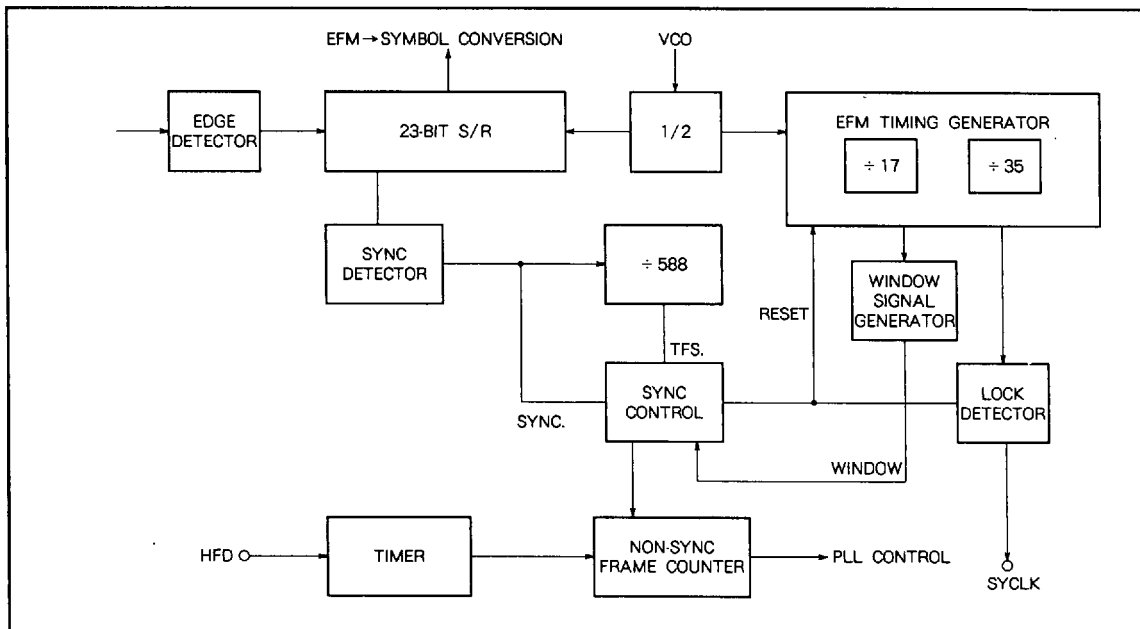 EFM→SYMBOL CONVERSION
VCO
EDGE
DETECTOR
23-BIT S/R
1/2
EFM TIMING GENERATOR
÷ 17
÷ 35
SYNC
DETECTOR
÷ 588
WINDOW
SIGNAL
GENERATOR
RESET
TFS.
SYNC
CONTROL
LOCK
DETECTOR
SYNC.
WINDOW
HFD
TIMER
NON-SYNC
FRAME COUNTER
PLL CONTROL
SYCLK